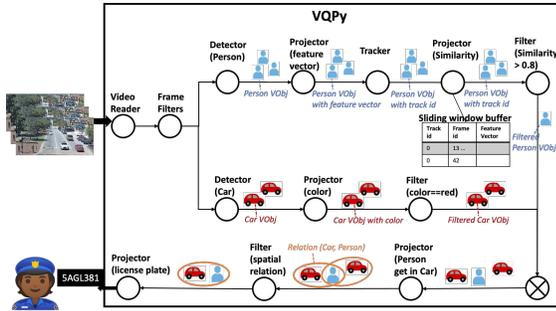 VQPy
Detector
(Person)
Projector
(feature
vector)
Tracker
Projector
(Similarity)
Filter
(Similarity
> 0.8)
Person VObj
Person VObj
with feature vector
Person VObj
with track id
Person VObj
with track id
Video
Reader
Frame
Filters
Sliding window buffer
Track id
Frame id
Feature Vector
0
13 ...
0
42
Filtered
Person VObj
Detector
(Car)
Projector
(color)
Filter
(color==red)
Car VObj
Car VObj with color
Filtered Car VObj
Projector
(license plate)
Filter
(spatial
relation)
Relation (Car, Person)
Projector
(Person
get in Car)
5AGL381